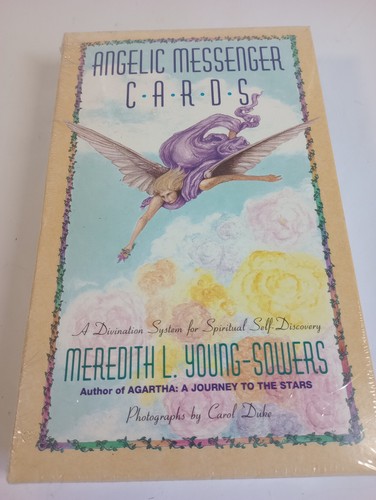 ANGELIC MESSENGER
C·A·R·D·S
A Divination System for Spiritual Self-Discovery
MEREDITH L. YOUNG-SOWERS
Author of AGARTHA: A JOURNEY TO THE STARS
Photographs by Carol Duke